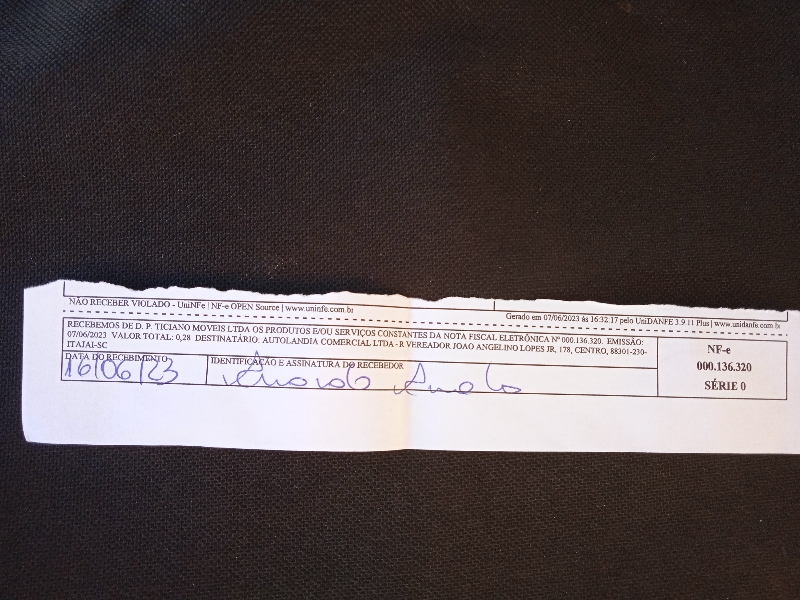 NÃO RECEBER VIOLADO - UniNFe | NF-e OPEN Source | www.uninfe.com.br
Gerado em 07/06/2023 às 16:32:17 pelo UniDANFE 3.9.11 Plus | www.unidanfe.com.br
RECEBEMOS DE D. P. TICIANO MOVEIS LTDA OS PRODUTOS E/OU SERVIÇOS CONSTANTES DA NOTA FISCAL ELETRÔNICA Nº 000.136.320. EMISSÃO:
07/06/2023 VALOR TOTAL: 0,28 DESTINATÁRIO: AUTOLANDIA COMERCIAL LTDA - R VEREADOR JOAO ANGELINO LOPES JR, 178, CENTRO, 88301-230-
ITAJAI-SC
NF-e
000.136.320
SÉRIE 0
DATA DO RECEBIMENTO
IDENTIFICAÇÃO E ASSINATURA DO RECEBEDOR
16/06/23